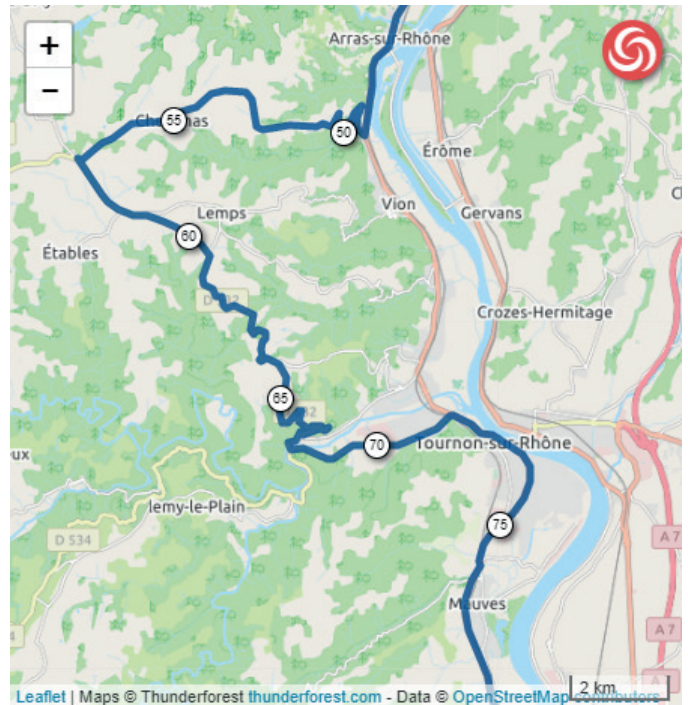 +
−
Arras-sur-Rhône
55
50
Érôme
Vion
Gervans
Lemps
60
Étables
Crozes-Hermitage
65
70
Tournon-sur-Rhône
lemy-le-Plain
D 534
75
A 7
Mauves
A 7
2 km
Leaflet | Maps © Thunderforest thunderforest.com - Data © OpenStreetMap contributors